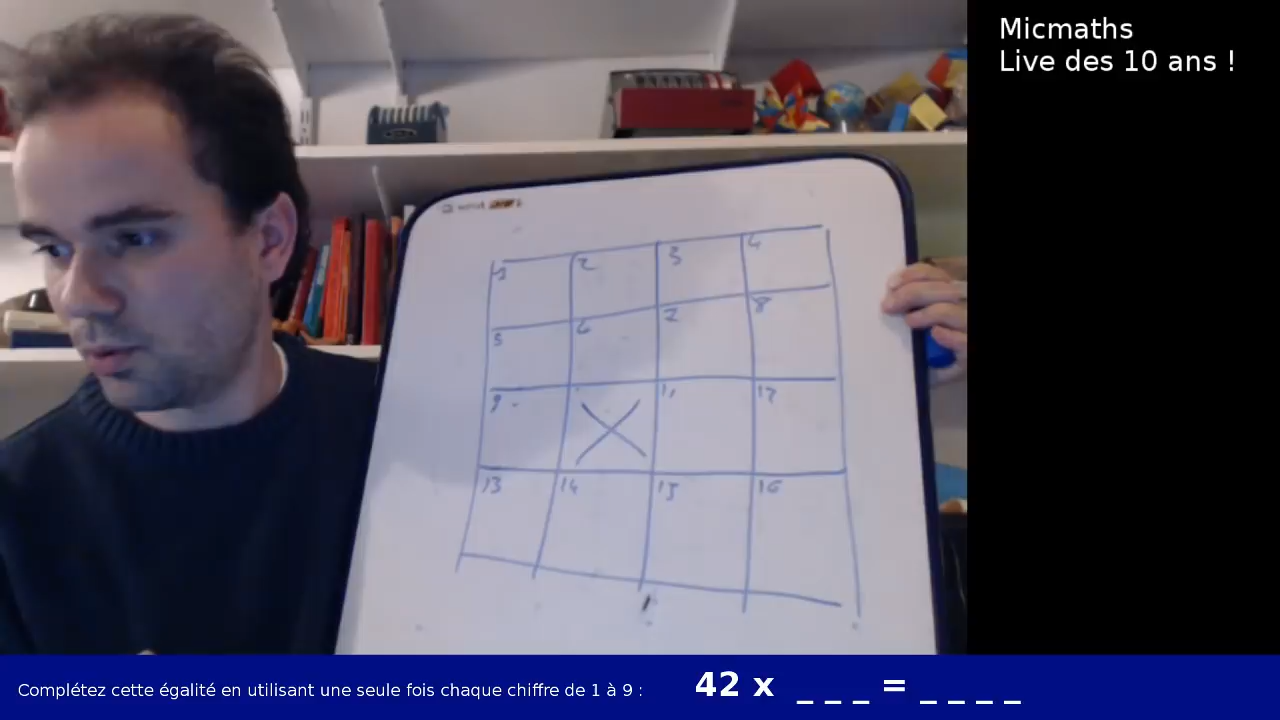 Micmaths
Live des 10 ans !
1 2 3 4
5 6 7 8
9 11 12
13 14 15 16
Complétez cette égalité en utilisant une seule fois chaque chiffre de 1 à 9 : 42 x _ _ _ = _ _ _ _